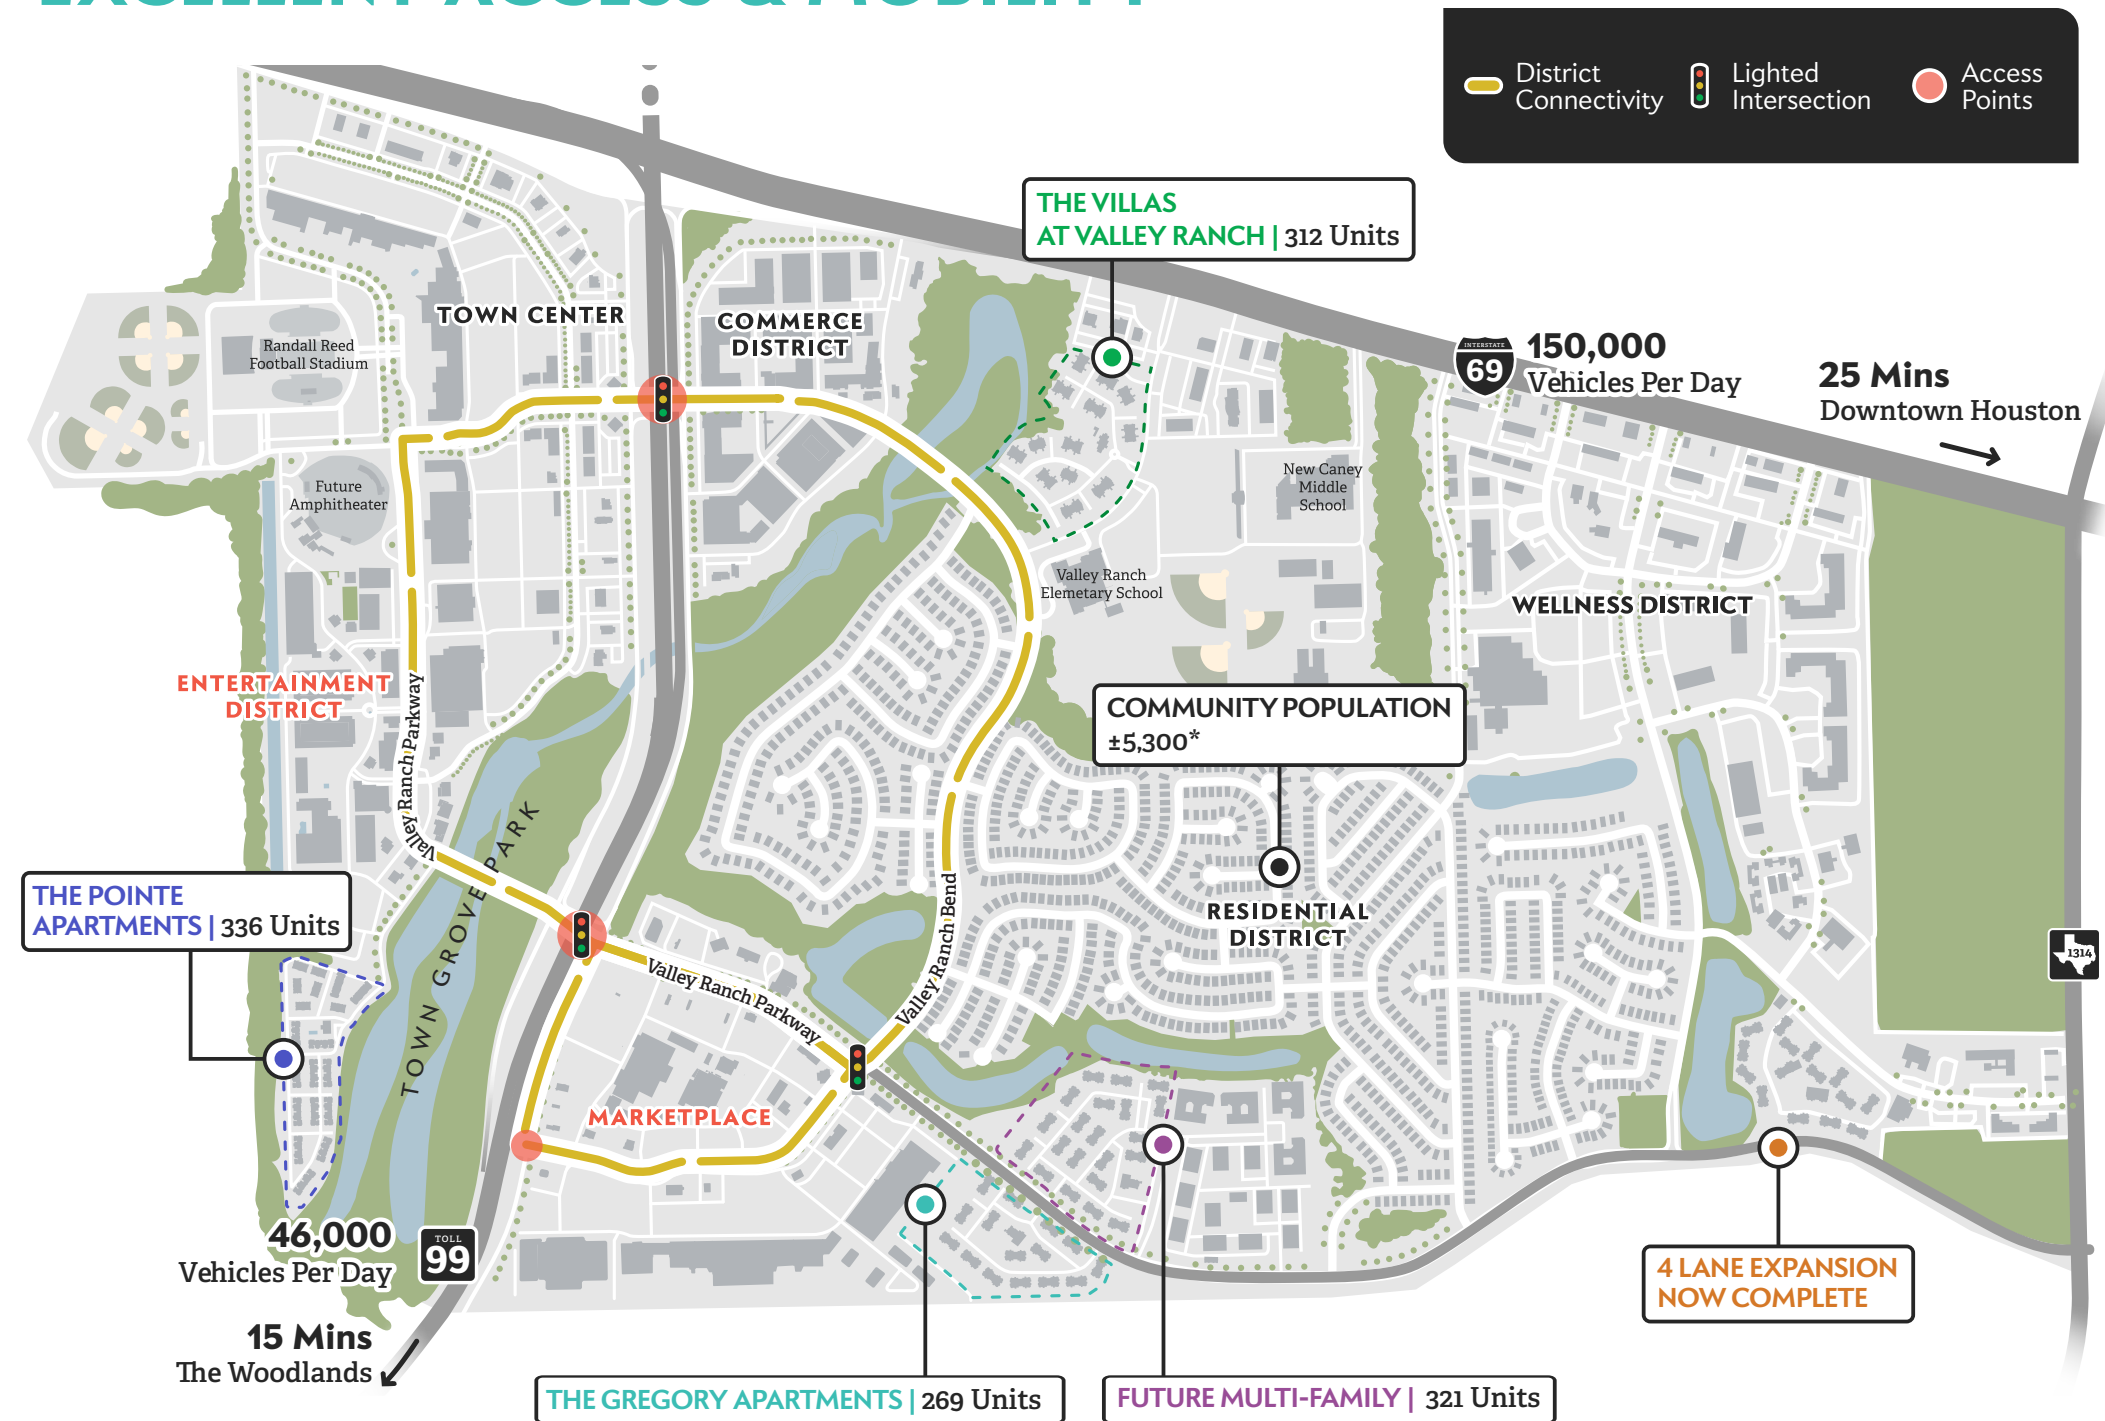 EXCELLENT ACCESS & MOBILITY
District
Connectivity
Lighted
Intersection
Access
Points
THE VILLAS
AT VALLEY RANCH | 312 Units
TOWN CENTER
COMMERCE
DISTRICT
Randall Reed
Football Stadium
INTERSTATE
69
150,000
Vehicles Per Day
25 Mins
Downtown Houston
Future
Amphitheater
New Caney
Middle
School
Valley Ranch
Elemetary School
WELLNESS DISTRICT
ENTERTAINMENT
DISTRICT
Valley Ranch Parkway
Valley
COMMUNITY POPULATION
±5,300*
TOWN GROVE PARK
THE POINTE
APARTMENTS | 336 Units
RESIDENTIAL
DISTRICT
Valley Ranch Bend
Valley Ranch Parkway
1314
MARKETPLACE
46,000
Vehicles Per Day
TOLL
99
15 Mins
The Woodlands
4 LANE EXPANSION
NOW COMPLETE
THE GREGORY APARTMENTS | 269 Units
FUTURE MULTI-FAMILY | 321 Units